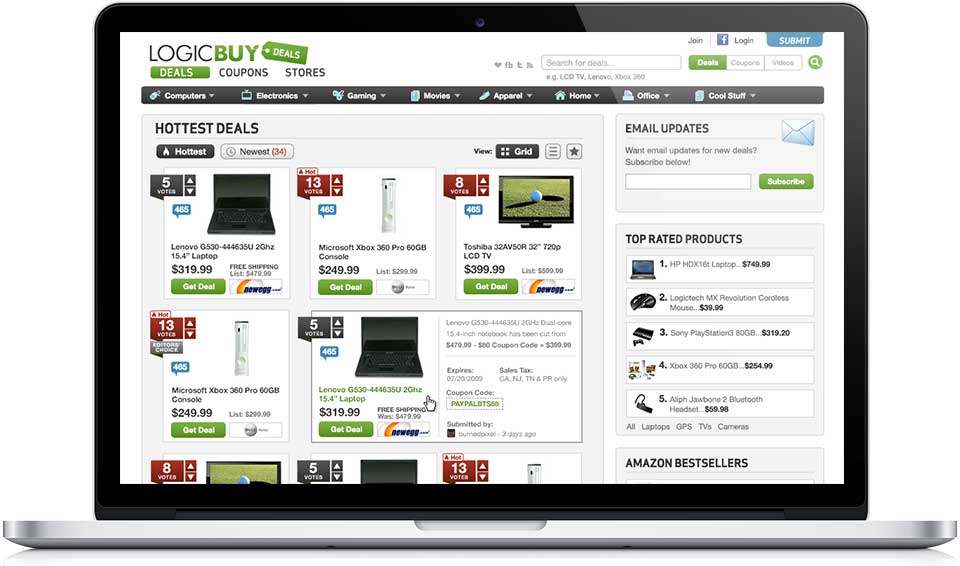 Join Login SUBMIT
LOGICBUY DEALS
DEALS COUPONS STORES
fb t
Search for deals... Deals Coupons Videos
e.g. LCD TV, Lenovo, Xbox 360
Computers Electronics Gaming Movies Apparel Home Office Cool Stuff
HOTTEST DEALS
Hottest Newest (34) View: Grid
5 VOTES
465
Lenovo G530-444635U 2Ghz
15.4" Laptop
$319.99 FREE SHIPPING
List: $479.99
Get Deal newegg.com
Hot
13 VOTES
465
Microsoft Xbox 360 Pro 60GB
Console
$249.99 List: $299.99
Get Deal
8 VOTES
465
Toshiba 32AV50R 32" 720p
LCD TV
$399.99 List: $599.99
Get Deal newegg.com
Hot
13 VOTES
EDITORS' CHOICE
465
Microsoft Xbox 360 Pro 60GB
Console
$249.99
Get Deal
5 VOTES
465
Lenovo G530-444635U 2Ghz
15.4" Laptop
$319.99 FREE SHIPPING
Was: $479.99
Get Deal newegg.com
Lenovo G530-444635U 2GHz Dual-core
15.4-inch notebook has been cut from
$479.99 - $80 Coupon Code = $399.99
Expires: Sales Tax:
07/20/2009 CA, NJ, TN & PR only
Coupon Code:
PAYPALBTS80
Submitted by:
burnedpixel - 3 days ago
8 VOTES
5 VOTES
Hot
13 VOTES
EMAIL UPDATES
Want email updates for new deals?
Subscribe below!
Subscribe
TOP RATED PRODUCTS
1. HP HDX16t Laptop...$749.99
2. Logictech MX Revolution Cordless
Mouse...$39.99
3. Sony PlayStation3 80GB...$319.20
4. Xbox 360 Pro 60GB...$254.99
5. Aliph Jawbone 2 Bluetooth
Headset...$59.98
All Laptops GPS TVs Cameras
AMAZON BESTSELLERS